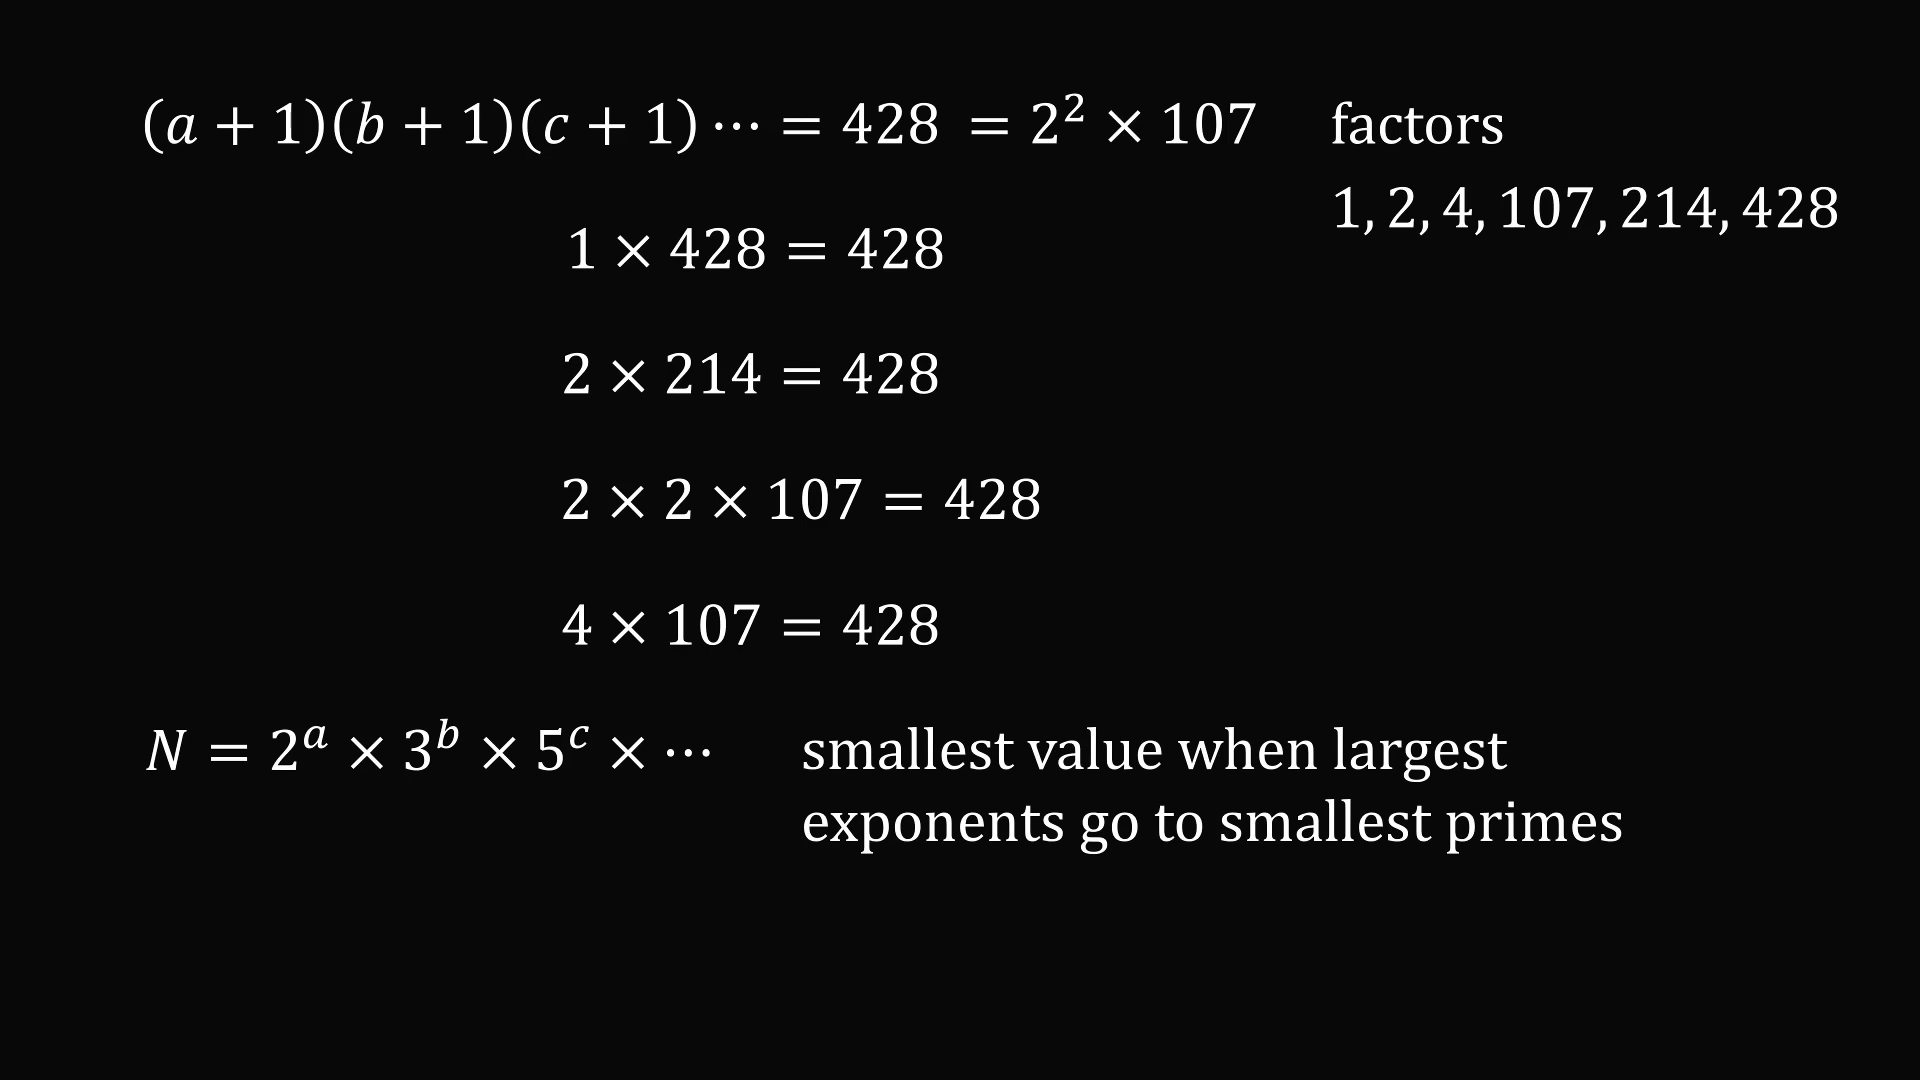 (a + 1)(b + 1)(c + 1) ⋯ = 428 = 2² × 107 factors
1, 2, 4, 107, 214, 428
1 × 428 = 428
2 × 214 = 428
2 × 2 × 107 = 428
4 × 107 = 428
N = 2ᵃ × 3ᵇ × 5ᶜ × ⋯ smallest value when largest
exponents go to smallest primes